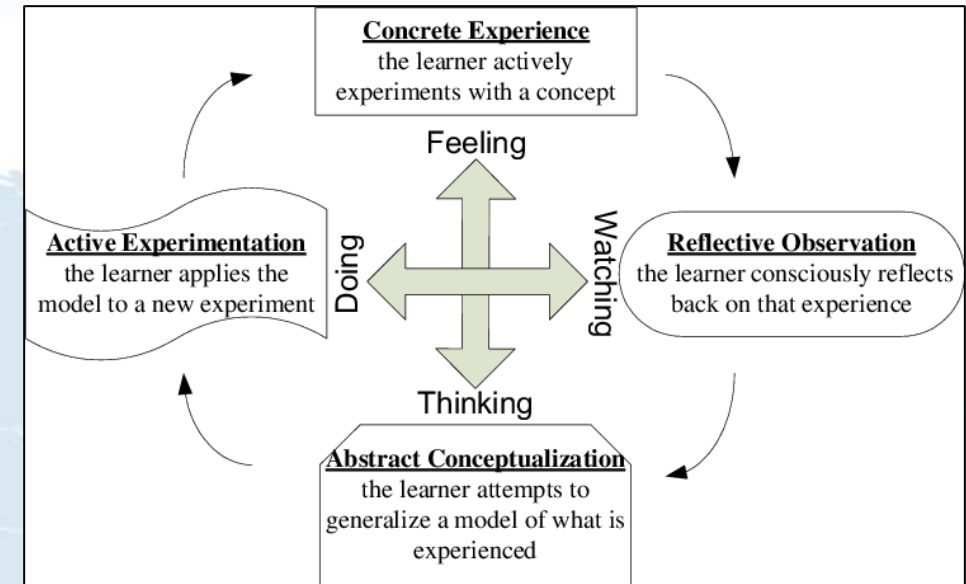 Concrete Experience
the learner actively
experiments with a concept
Feeling
Active Experimentation
the learner applies the
model to a new experiment
Doing
Watching
Reflective Observation
the learner consciously reflects
back on that experience
Thinking
Abstract Conceptualization
the learner attempts to
generalize a model of what is
experienced